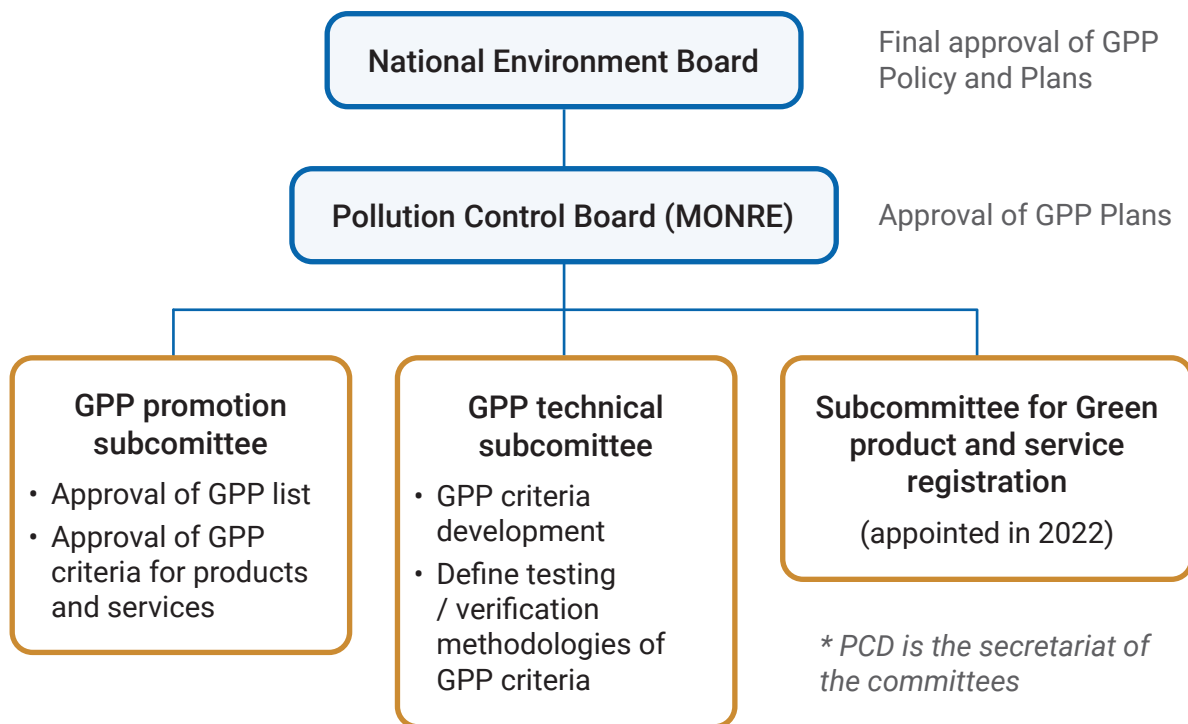 National Environment Board
Final approval of GPP
Policy and Plans
Pollution Control Board (MONRE)
Approval of GPP Plans
GPP promotion
subcomittee
• Approval of GPP list
• Approval of GPP
criteria for products
and services
GPP technical
subcomittee
• GPP criteria
development
• Define testing
/ verification
methodologies of
GPP criteria
Subcommittee for Green
product and service
registration
(appointed in 2022)
* PCD is the secretariat of
the committees